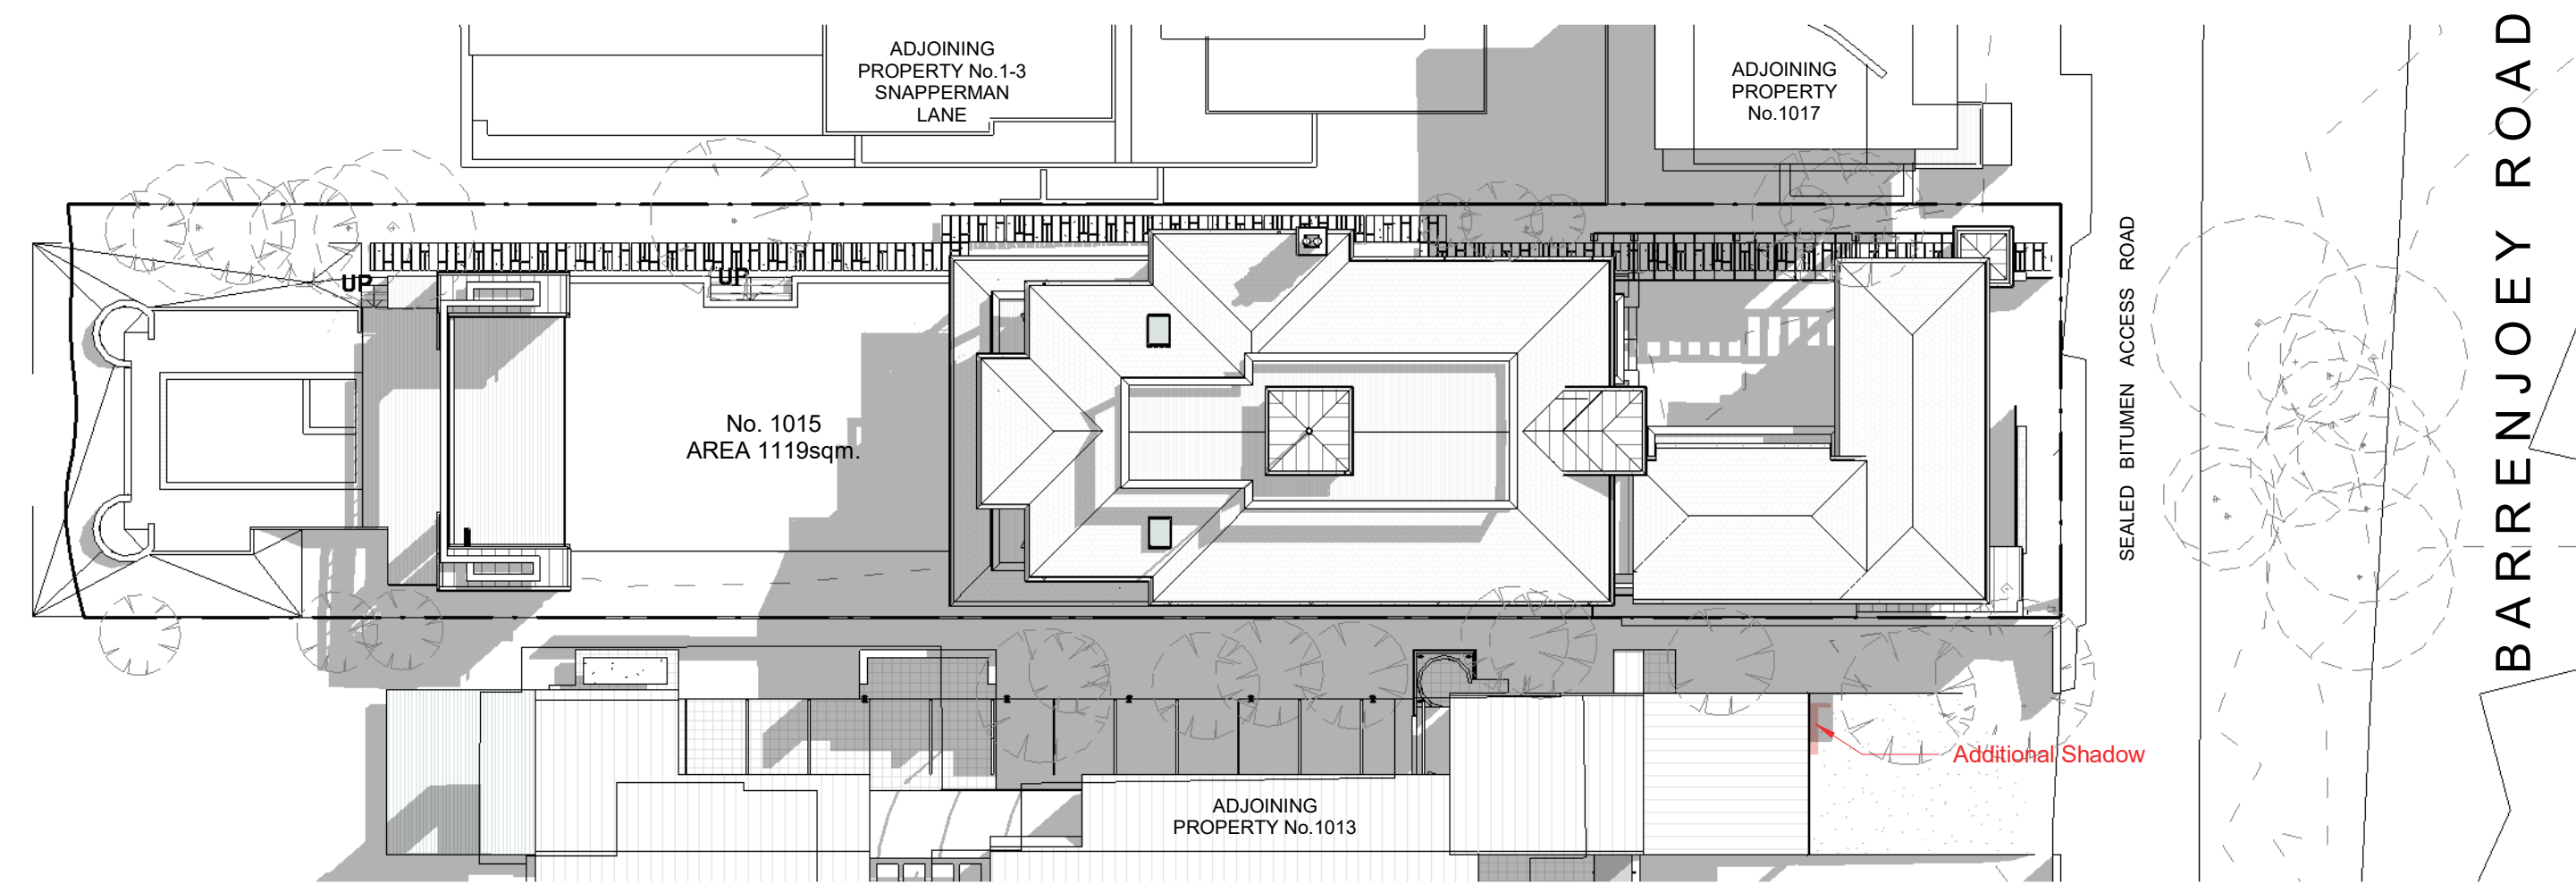 ADJOINING
PROPERTY No.1-3
SNAPPERMAN
LANE
ADJOINING
PROPERTY
No.1017
UP
UP
No. 1015
AREA 1119sqm.
SEALED BITUMEN ACCESS ROAD
BARRENJOEY ROAD
Additional Shadow
ADJOINING
PROPERTY No.1013